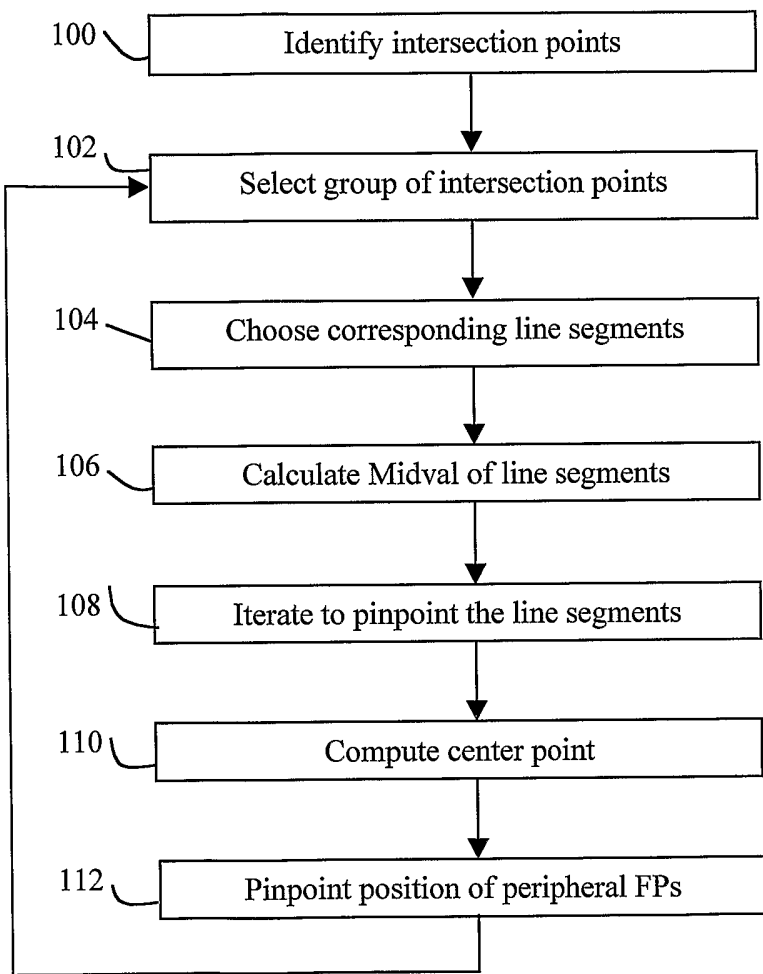 100
Identify intersection points
102
Select group of intersection points
104
Choose corresponding line segments
106
Calculate Midval of line segments
108
Iterate to pinpoint the line segments
110
Compute center point
112
Pinpoint position of peripheral FPs